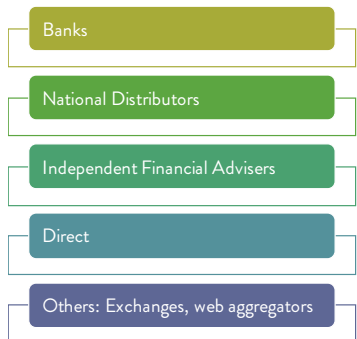 Banks
National Distributors
Independent Financial Advisers
Direct
Others: Exchanges, web aggregators